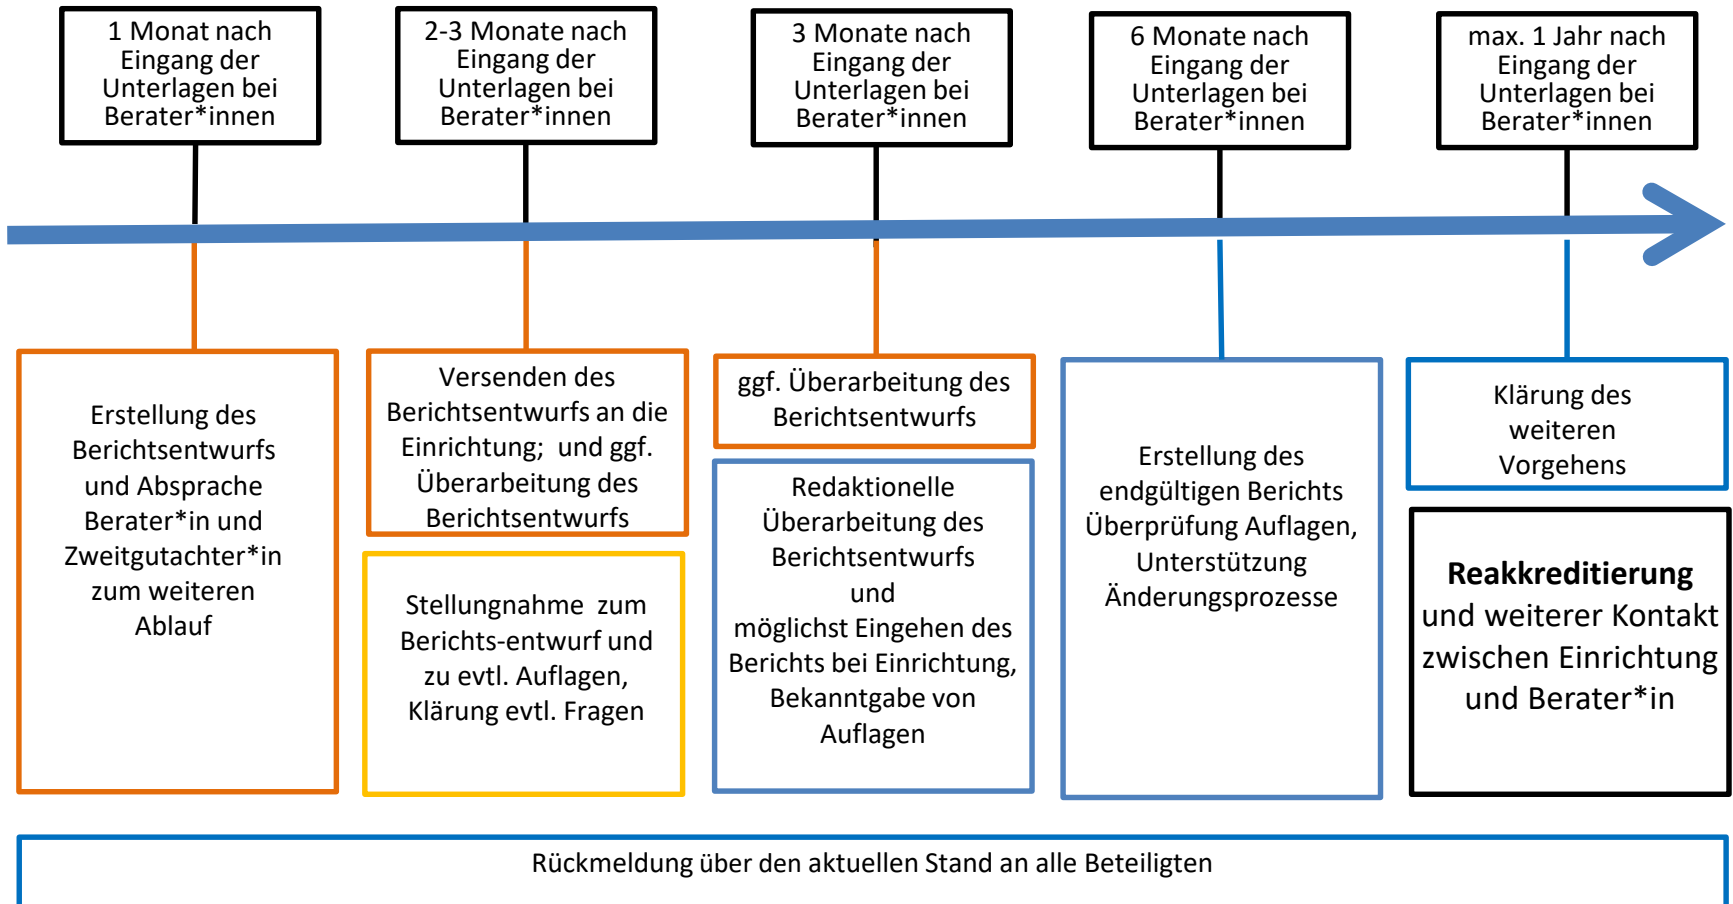 1 Monat nach
Eingang der
Unterlagen bei
Berater*innen
2-3 Monate nach
Eingang der
Unterlagen bei
Berater*innen
3 Monate nach
Eingang der
Unterlagen bei
Berater*innen
6 Monate nach
Eingang der
Unterlagen bei
Berater*innen
max. 1 Jahr nach
Eingang der
Unterlagen bei
Berater*innen
Erstellung des
Berichtsentwurfs
und Absprache
Berater*in und
Zweitgutachter*in
zum weiteren
Ablauf
Versenden des
Berichtsentwurfs an die
Einrichtung; und ggf.
Überarbeitung des
Berichtsentwurfs
Stellungnahme zum
Berichts-entwurf und
zu evtl. Auflagen,
Klärung evtl. Fragen
ggf. Überarbeitung des
Berichtsentwurfs
Redaktionelle
Überarbeitung des
Berichtsentwurfs
und
möglichst Eingehen des
Berichts bei Einrichtung,
Bekanntgabe von
Auflagen
Erstellung des
endgültigen Berichts
Überprüfung Auflagen,
Unterstützung
Änderungsprozesse
Klärung des
weiteren
Vorgehens
Reakkreditierung
und weiterer Kontakt
zwischen Einrichtung
und Berater*in
Rückmeldung über den aktuellen Stand an alle Beteiligten